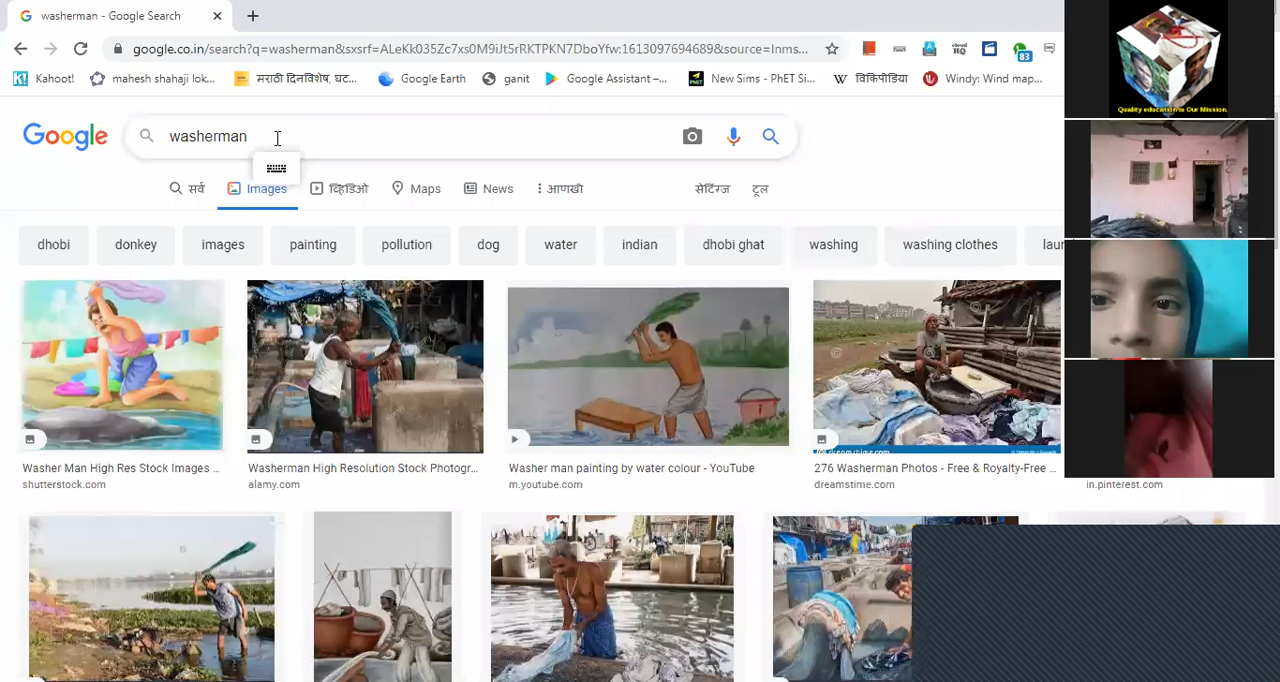 washerman - Google Search
google.co.in/search?q=washerman&sxsrf=ALeKk035Zc7xs0M9iJt5rRKTPKN7DboYfw:1613097694689&source=lnms...
83
Kahoot!
mahesh shahaji lok...
मराठी दिनविशेष, घट...
Google Earth
ganit
Google Assistant –...
New Sims - PhET Si...
विकिपीडिया
Windy: Wind map...
Quality education is Our Mission.
Google
washerman
सर्व
Images
व्हिडिओ
Maps
News
आणखी
सेटिंग्ज
टूल
dhobi
donkey
images
painting
pollution
dog
water
indian
dhobi ghat
washing
washing clothes
laun
Washer Man High Res Stock Images ...
shutterstock.com
Washerman High Resolution Stock Photogr...
alamy.com
Washer man painting by water colour - YouTube
m.youtube.com
276 Washerman Photos - Free & Royalty-Free ...
dreamstime.com
in.pinterest.com